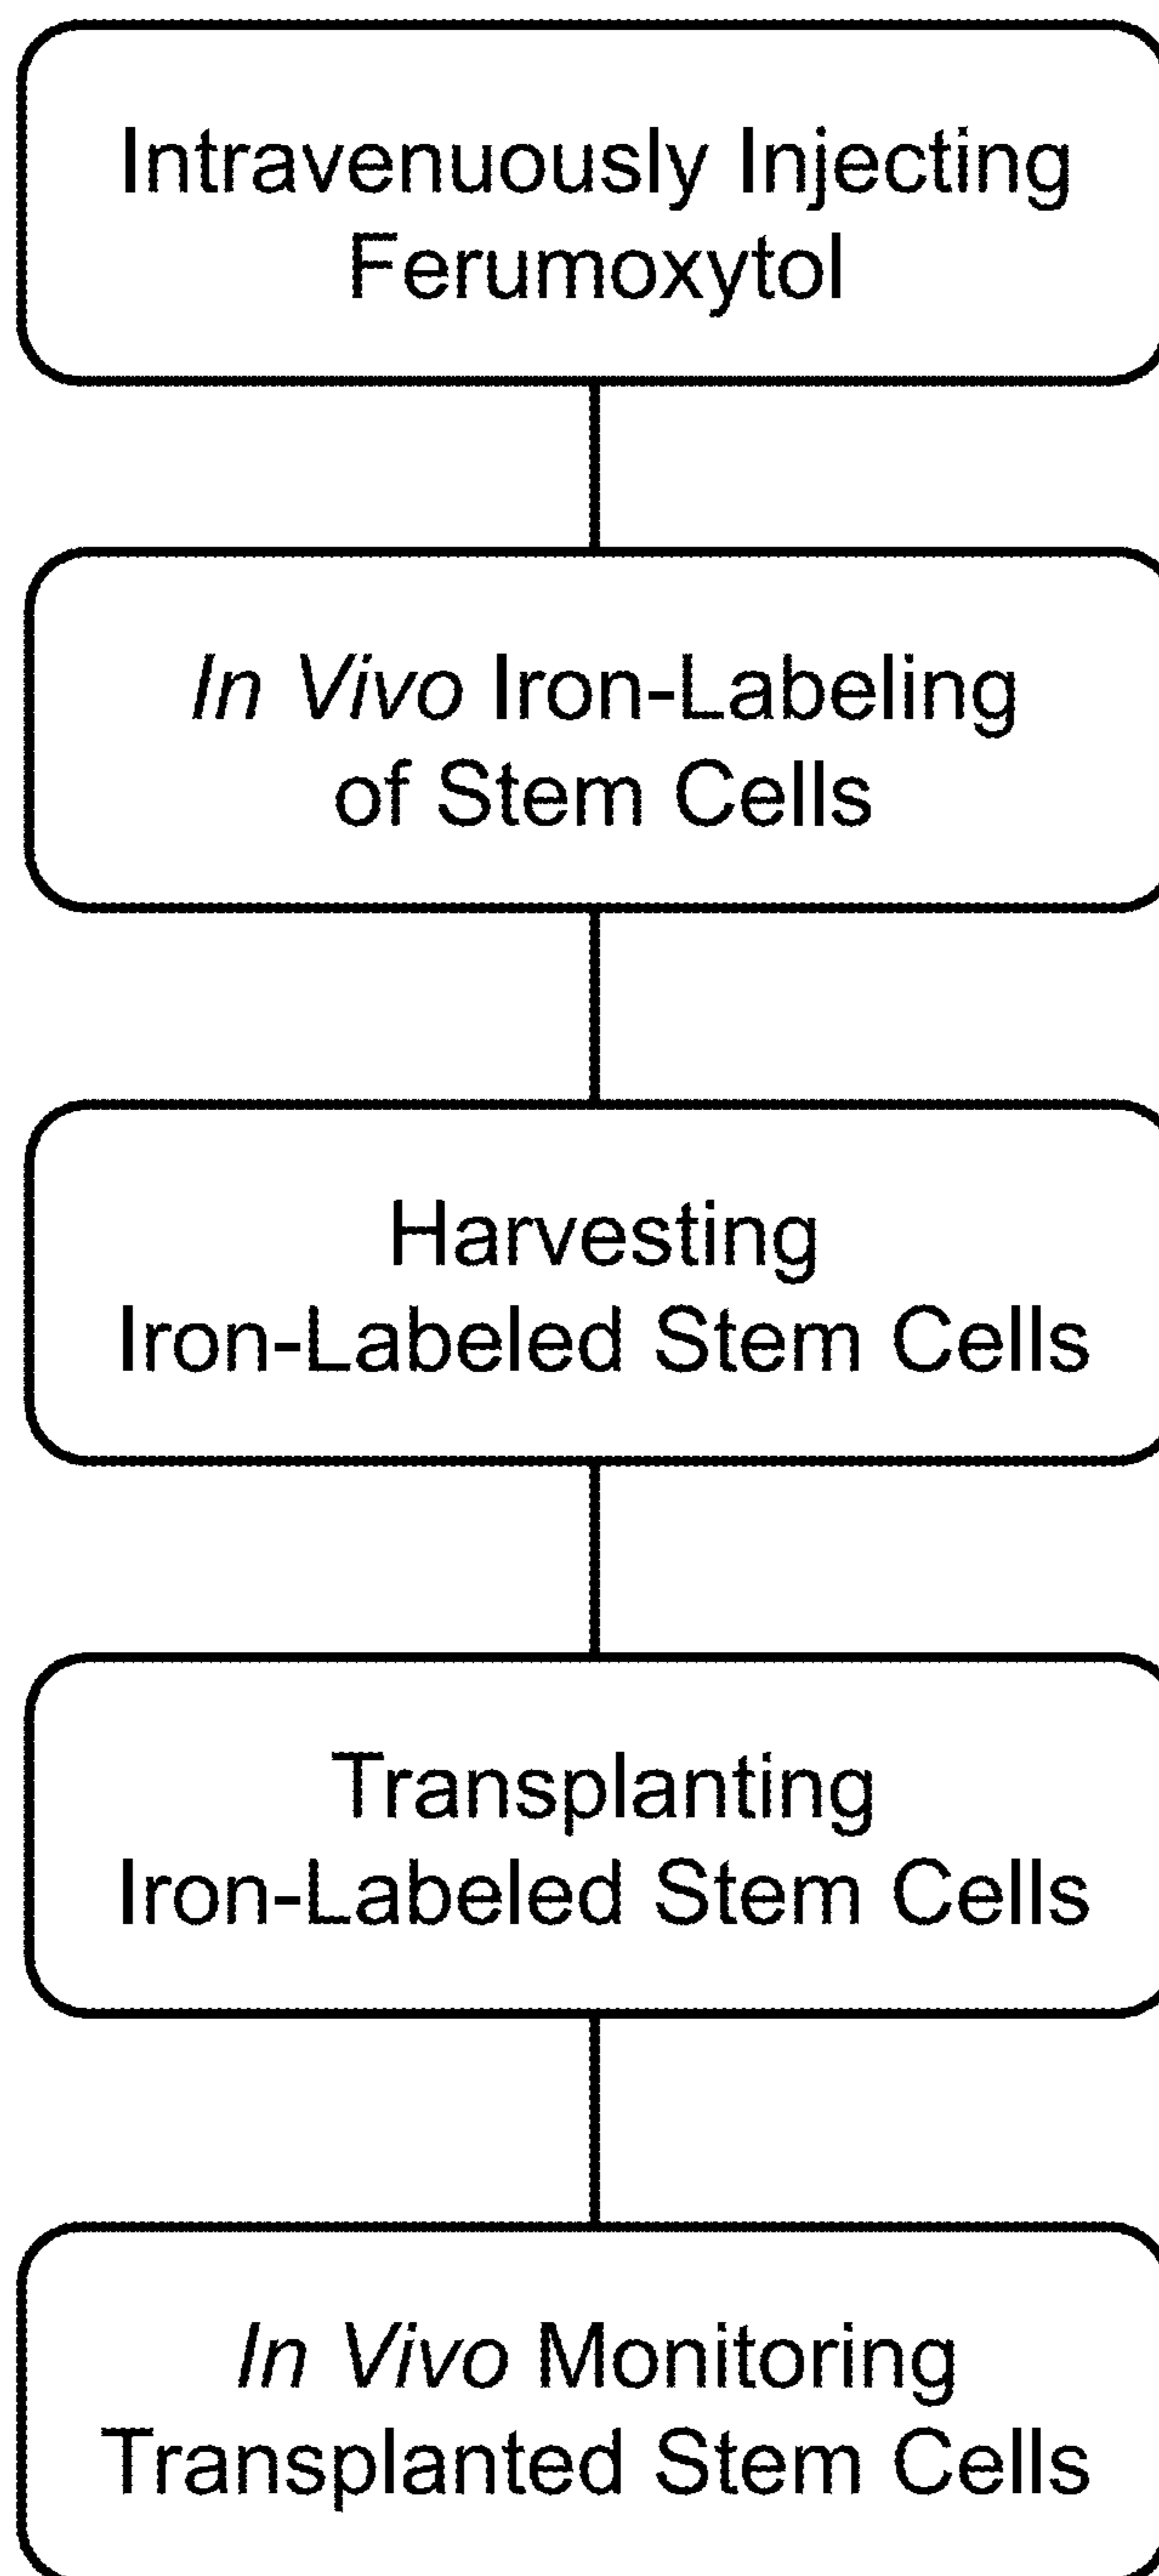 Intravenuously Injecting
Ferumoxytol
In Vivo Iron-Labeling
of Stem Cells
Harvesting
Iron-Labeled Stem Cells
Transplanting
Iron-Labeled Stem Cells
In Vivo Monitoring
Transplanted Stem Cells